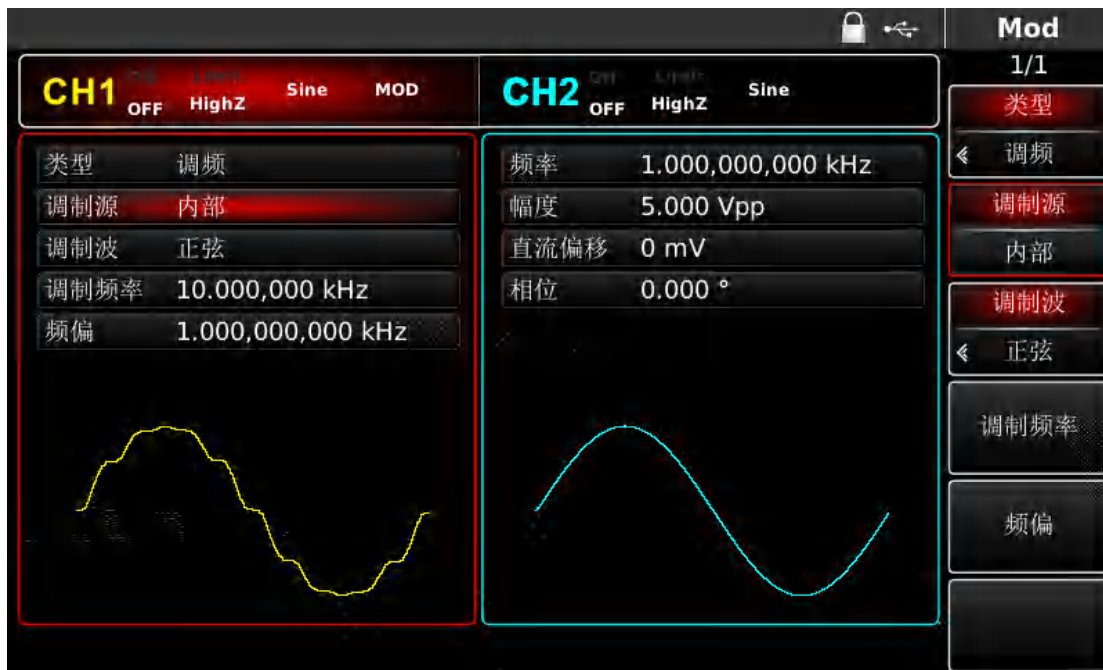 Mod
1/1
CH1 OFF HighZ Sine MOD
CH2 OFF HighZ Sine
类型 调频
调制源 内部
调制波 正弦
调制频率 10.000,000 kHz
频偏 1.000,000,000 kHz
频率 1.000,000,000 kHz
幅度 5.000 Vpp
直流偏移 0 mV
相位 0.000 °
类型
调频
调制源
内部
调制波
正弦
调制频率
频偏